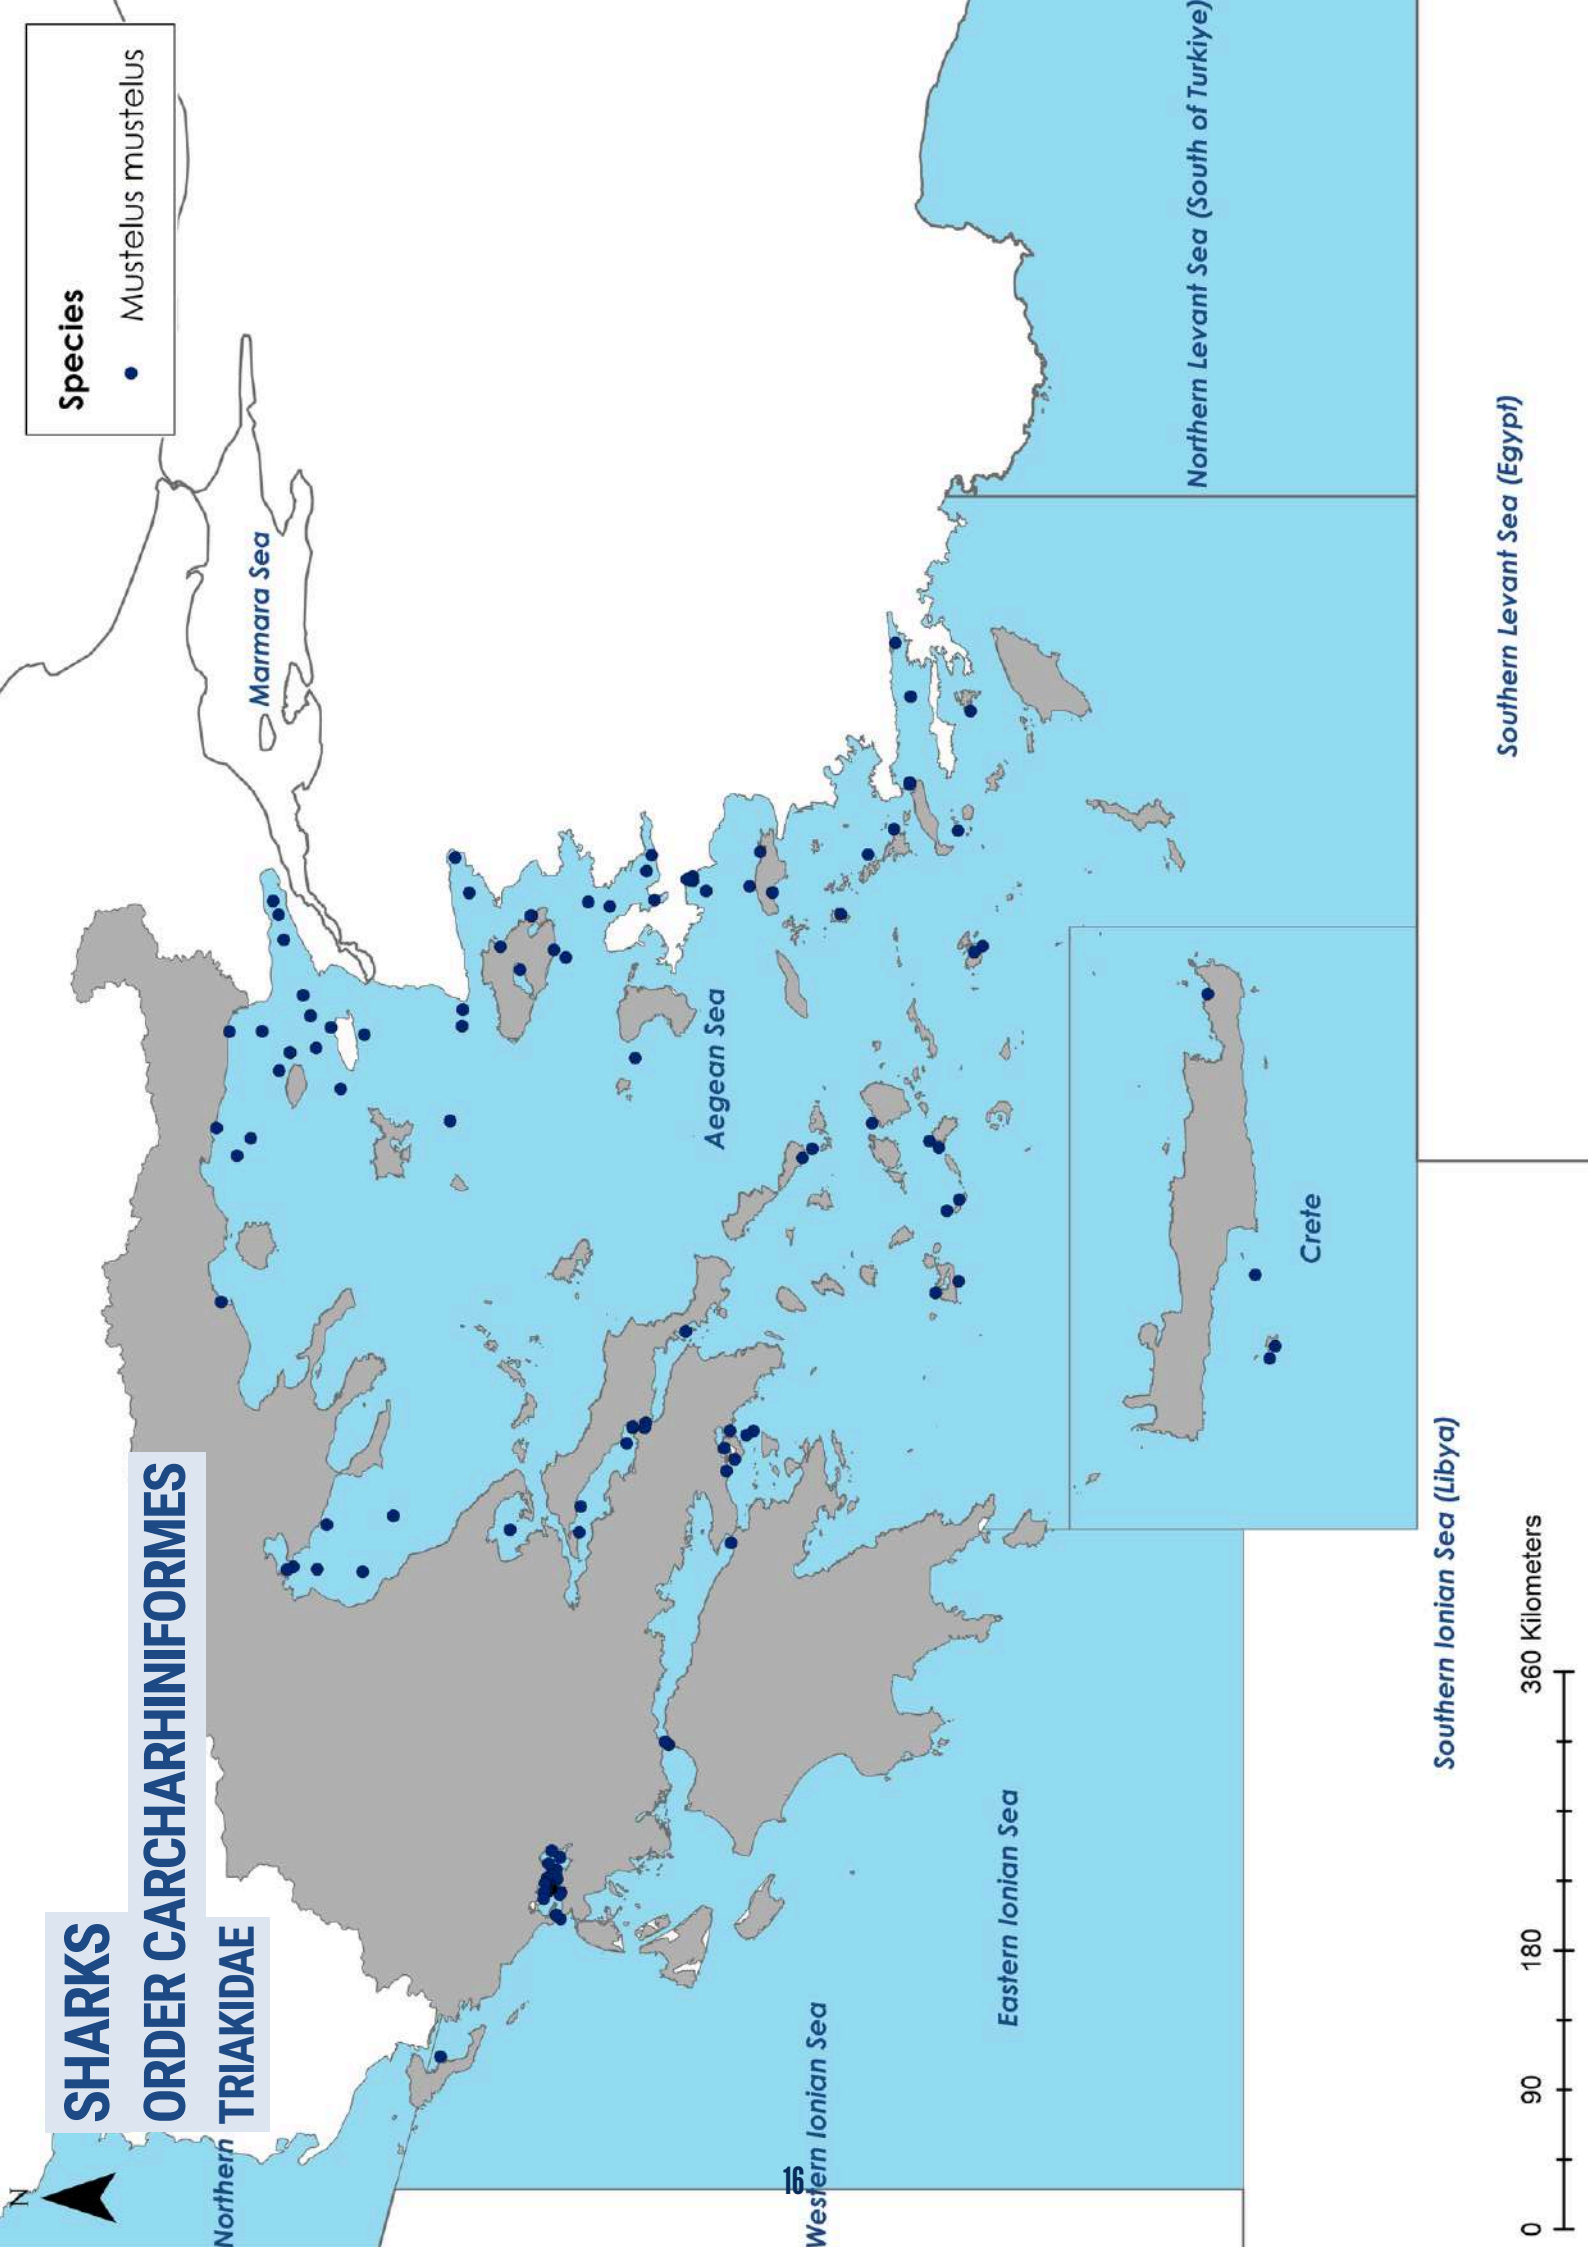 SHARKS
ORDER CARCHARHINIFORMES
TRIAKIDAE
N
Species
Mustelus mustelus
Northern
Marmara Sea
Aegean Sea
Western Ionian Sea
Eastern Ionian Sea
Crete
Northern Levant Sea (South of Turkiye)
Southern Ionian Sea (Libya)
Southern Levant Sea (Egypt)
0 90 180 360 Kilometers
16